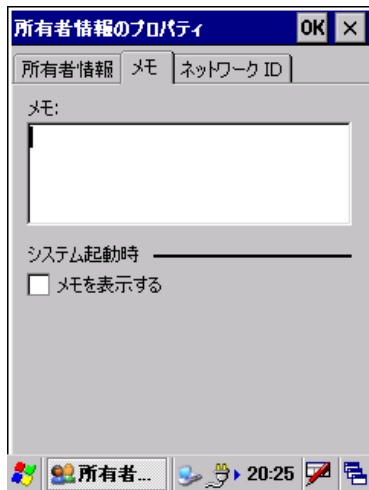 所有者情報のプロパティ OK ×
所有者情報 メモ ネットワーク ID
メモ:
システム起動時
メモを表示する
所有者... 20:25